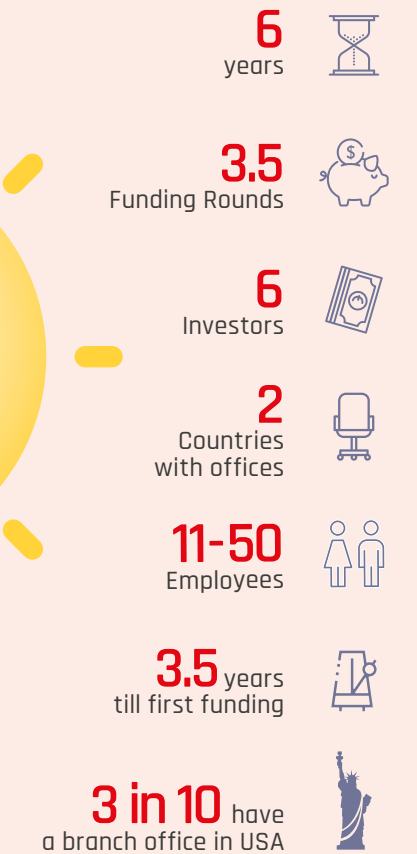 6
years
$
3.5
Funding Rounds
6
Investors
2
Countries
with offices
11-50
Employees
3.5 years
till first funding
3 in 10 have
a branch office in USA